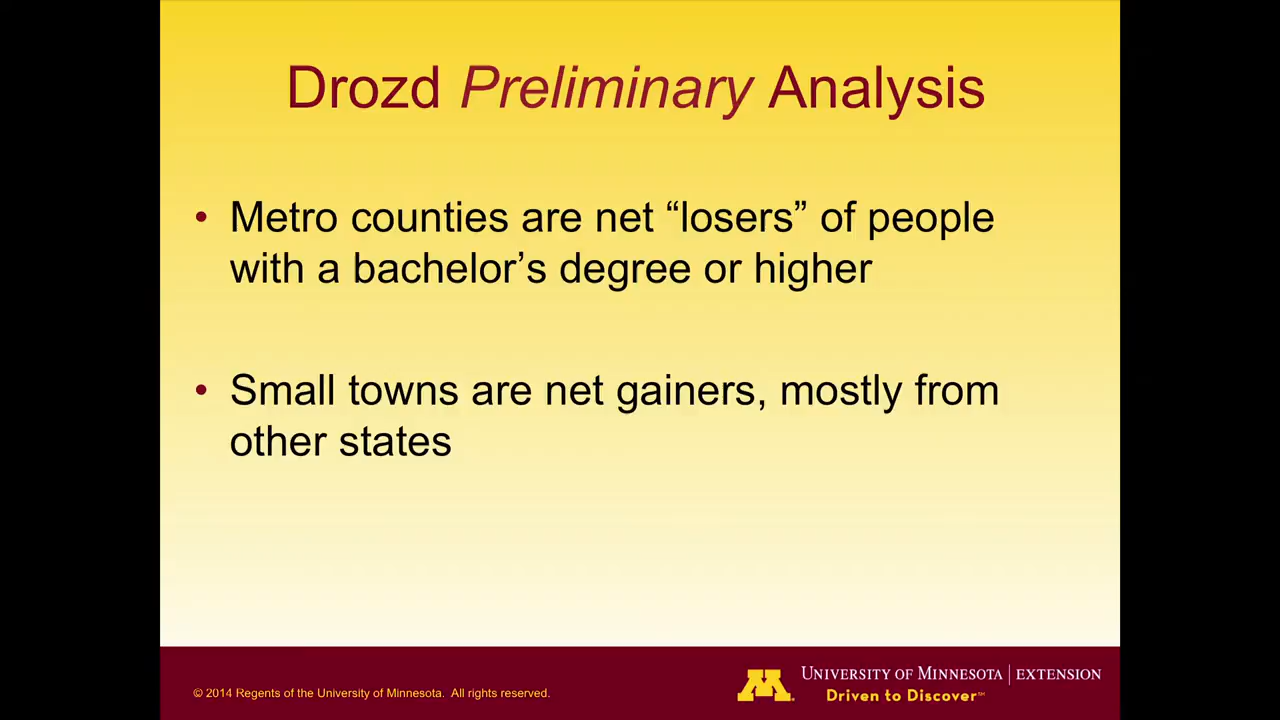 Drozd Preliminary Analysis
• Metro counties are net “losers” of people
with a bachelor’s degree or higher
• Small towns are net gainers, mostly from
other states
© 2014 Regents of the University of Minnesota. All rights reserved.
M
UNIVERSITY OF MINNESOTA | EXTENSION
Driven to Discover℠